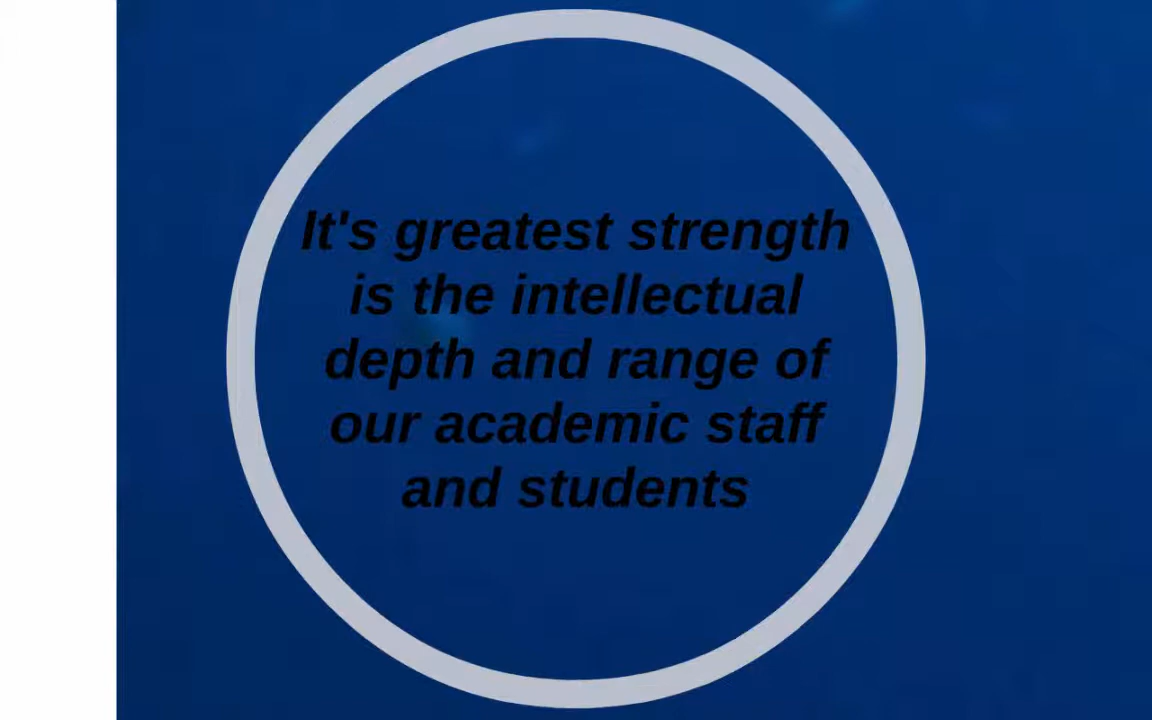 It's greatest strength
is the intellectual
depth and range of
our academic staff
and students